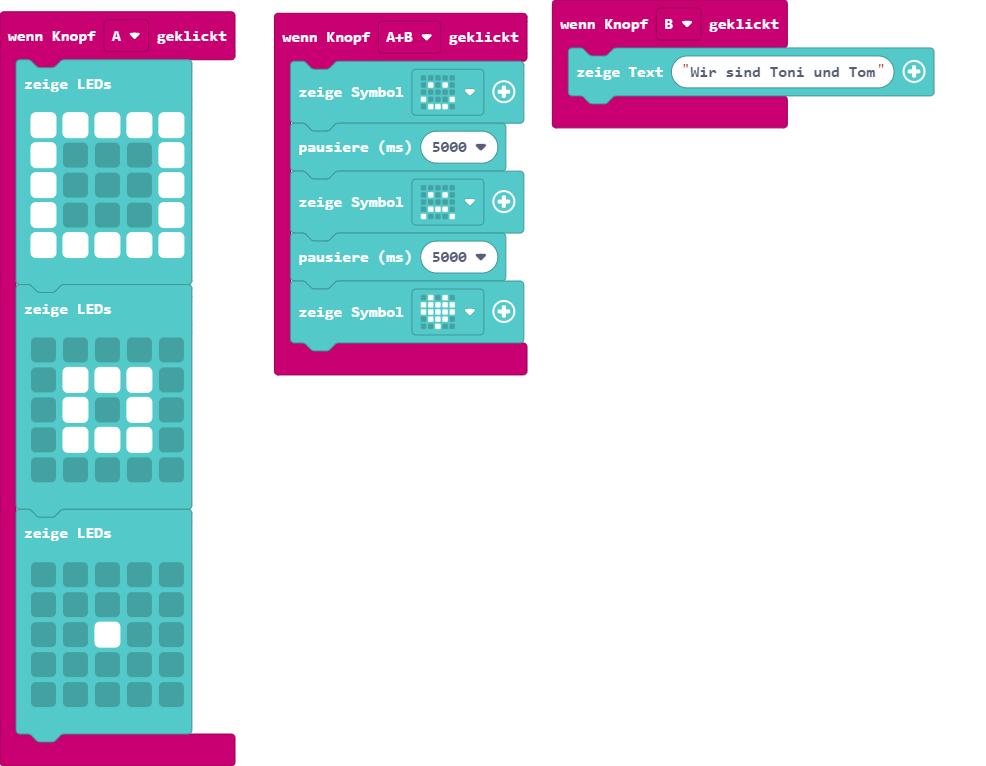 wenn Knopf A geklickt
zeige LEDs
zeige LEDs
zeige LEDs
wenn Knopf A+B geklickt
zeige Symbol
pausiere (ms) 5000
zeige Symbol
pausiere (ms) 5000
zeige Symbol
wenn Knopf B geklickt
zeige Text "Wir sind Toni und Tom"